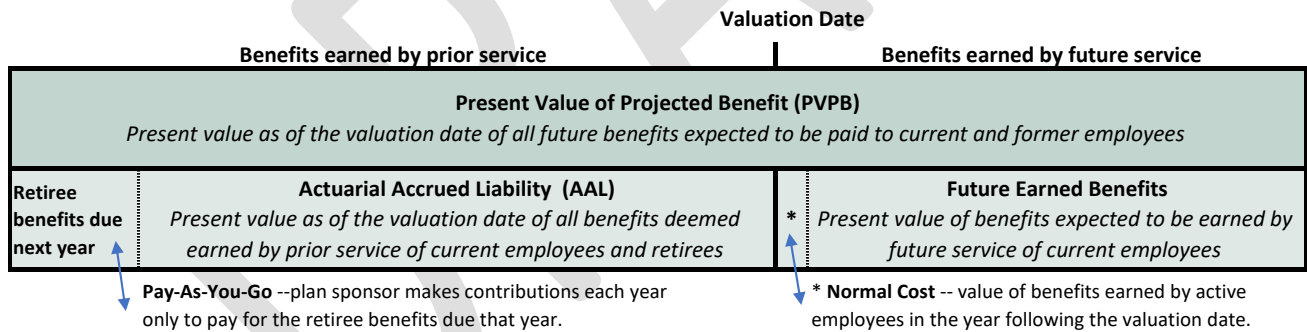 Valuation Date
Benefits earned by prior service
Benefits earned by future service
Present Value of Projected Benefit (PVPB)
Present value as of the valuation date of all future benefits expected to be paid to current and former employees
Retiree
benefits due
next year
Actuarial Accrued Liability (AAL)
Present value as of the valuation date of all benefits deemed
earned by prior service of current employees and retirees
*
Future Earned Benefits
Present value of benefits expected to be earned by
future service of current employees
Pay-As-You-Go --plan sponsor makes contributions each year
only to pay for the retiree benefits due that year.
* Normal Cost -- value of benefits earned by active
employees in the year following the valuation date.